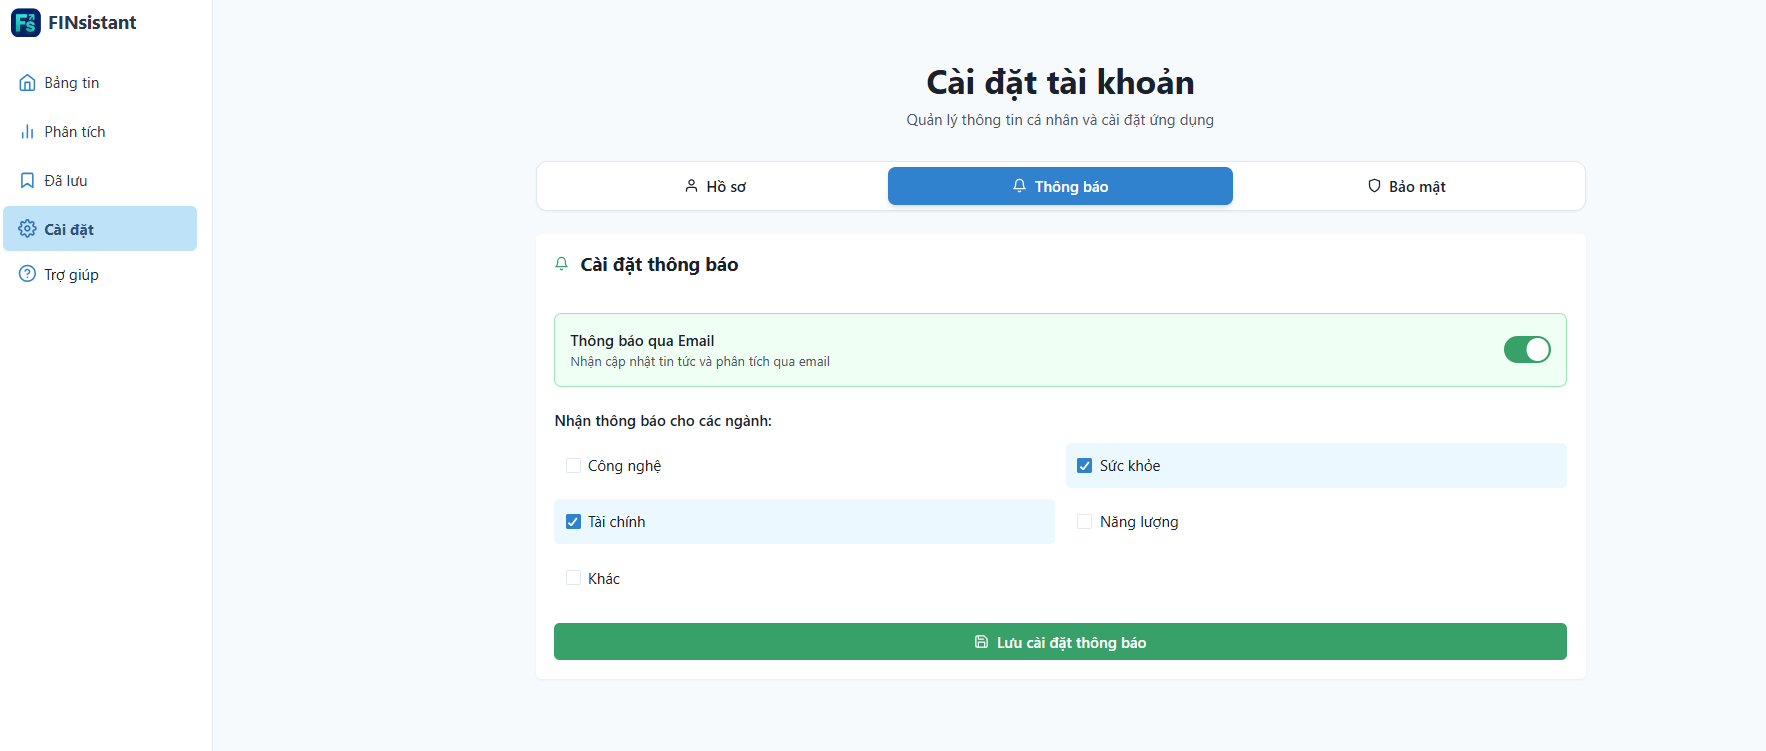 FINsistant
Bảng tin
Phân tích
Đã lưu
Cài đặt
Trợ giúp
Cài đặt tài khoản
Quản lý thông tin cá nhân và cài đặt ứng dụng
Hồ sơ
Thông báo
Bảo mật
Cài đặt thông báo
Thông báo qua Email
Nhận cập nhật tin tức và phân tích qua email
Nhận thông báo cho các ngành:
Công nghệ
Sức khỏe
Tài chính
Năng lượng
Khác
Lưu cài đặt thông báo